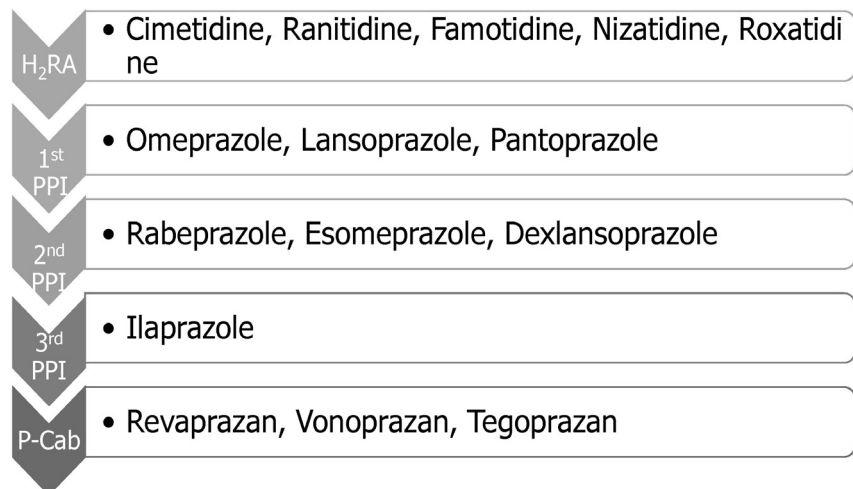 H₂RA
• Cimetidine, Ranitidine, Famotidine, Nizatidine, Roxatidi
ne
1st
PPI
• Omeprazole, Lansoprazole, Pantoprazole
2nd
PPI
• Rabeprazole, Esomeprazole, Dexlansoprazole
3rd
PPI
• Ilaprazole
P-Cab
• Revaprazan, Vonoprazan, Tegoprazan